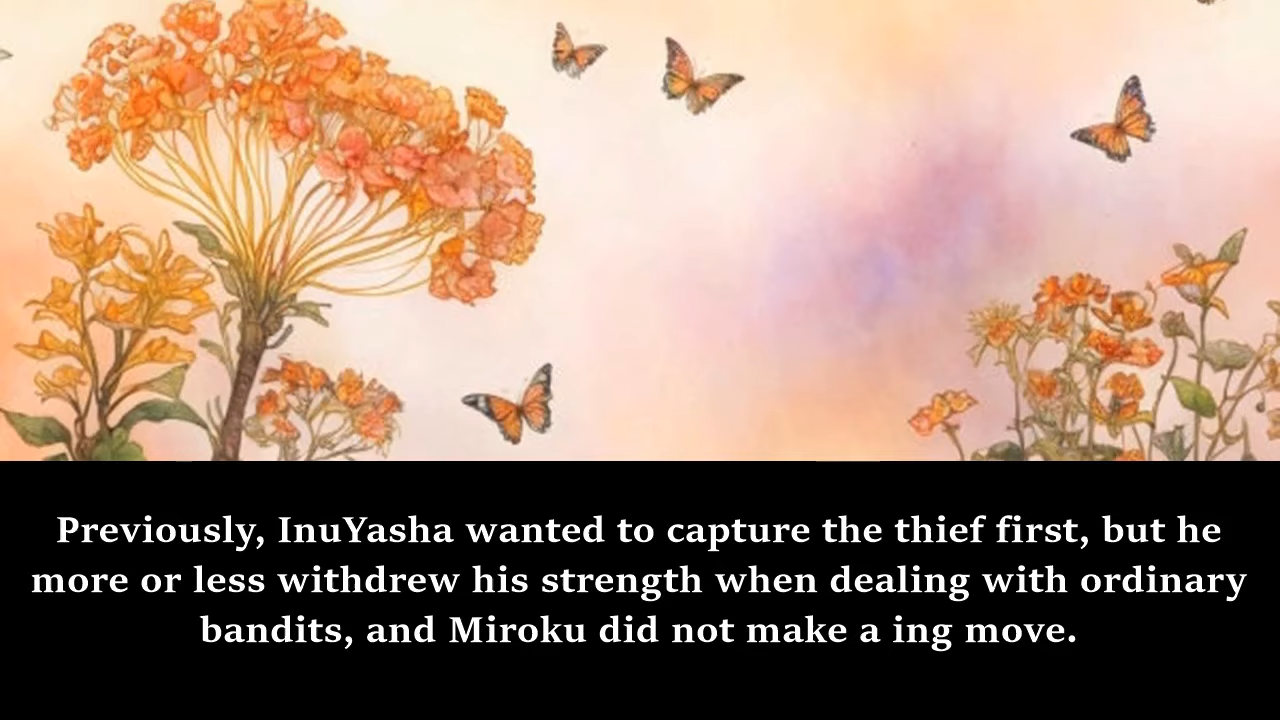 Previously, InuYasha wanted to capture the thief first, but he
more or less withdrew his strength when dealing with ordinary
bandits, and Miroku did not make a ing move.